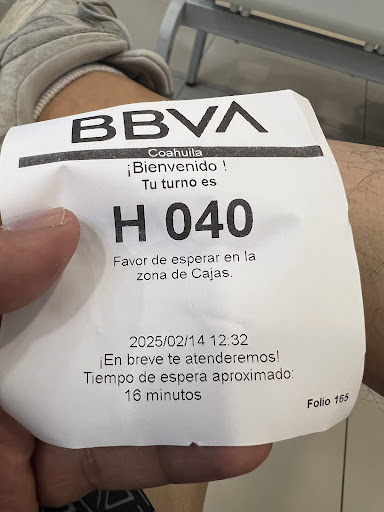 BBVA
Coahuila
¡Bienvenido !
Tu turno es
H 040
Favor de esperar en la
zona de Cajas.
2025/02/14 12:32
¡En breve te atenderemos!
Tiempo de espera aproximado:
16 minutos
Folio 165